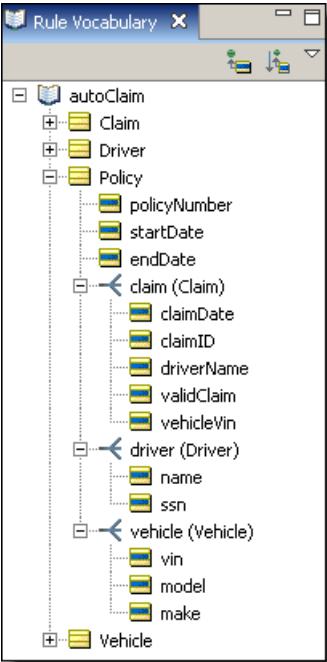 Rule Vocabulary
autoClaim
Claim
Driver
Policy
policyNumber
startDate
endDate
claim (Claim)
claimDate
claimID
driverName
validClaim
vehicleVin
driver (Driver)
name
ssn
vehicle (Vehicle)
vin
model
make
Vehicle